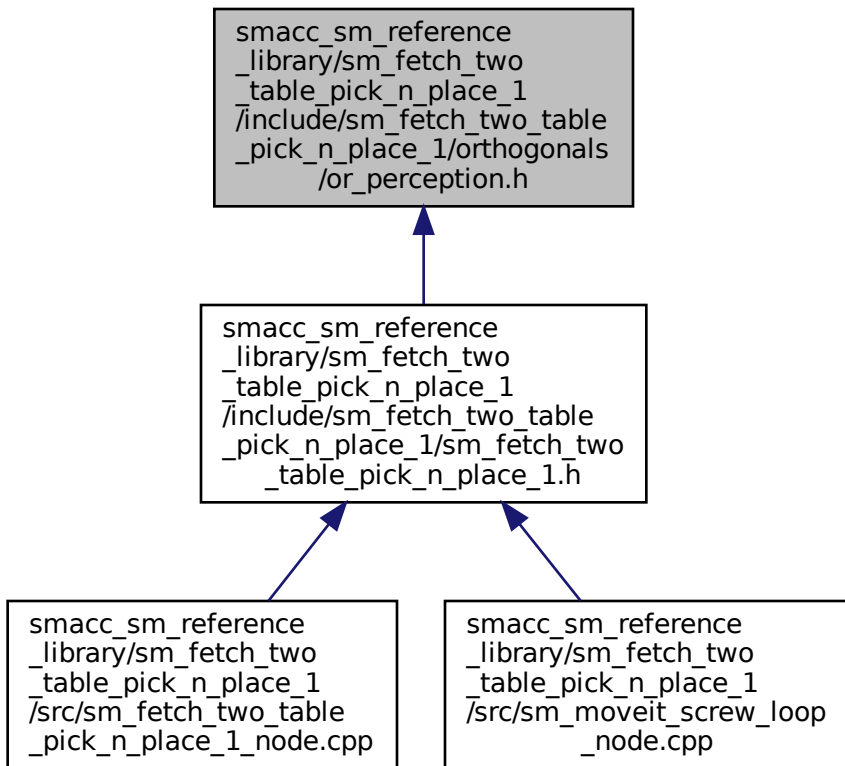 smacc_sm_reference
_library/sm_fetch_two
_table_pick_n_place_1
/include/sm_fetch_two_table
_pick_n_place_1/orthogonals
/or_perception.h
smacc_sm_reference
_library/sm_fetch_two
_table_pick_n_place_1
/include/sm_fetch_two_table
_pick_n_place_1/sm_fetch_two
_table_pick_n_place_1.h
smacc_sm_reference
_library/sm_fetch_two
_table_pick_n_place_1
/src/sm_fetch_two_table
_pick_n_place_1_node.cpp
smacc_sm_reference
_library/sm_fetch_two
_table_pick_n_place_1
/src/sm_moveit_screw_loop
_node.cpp